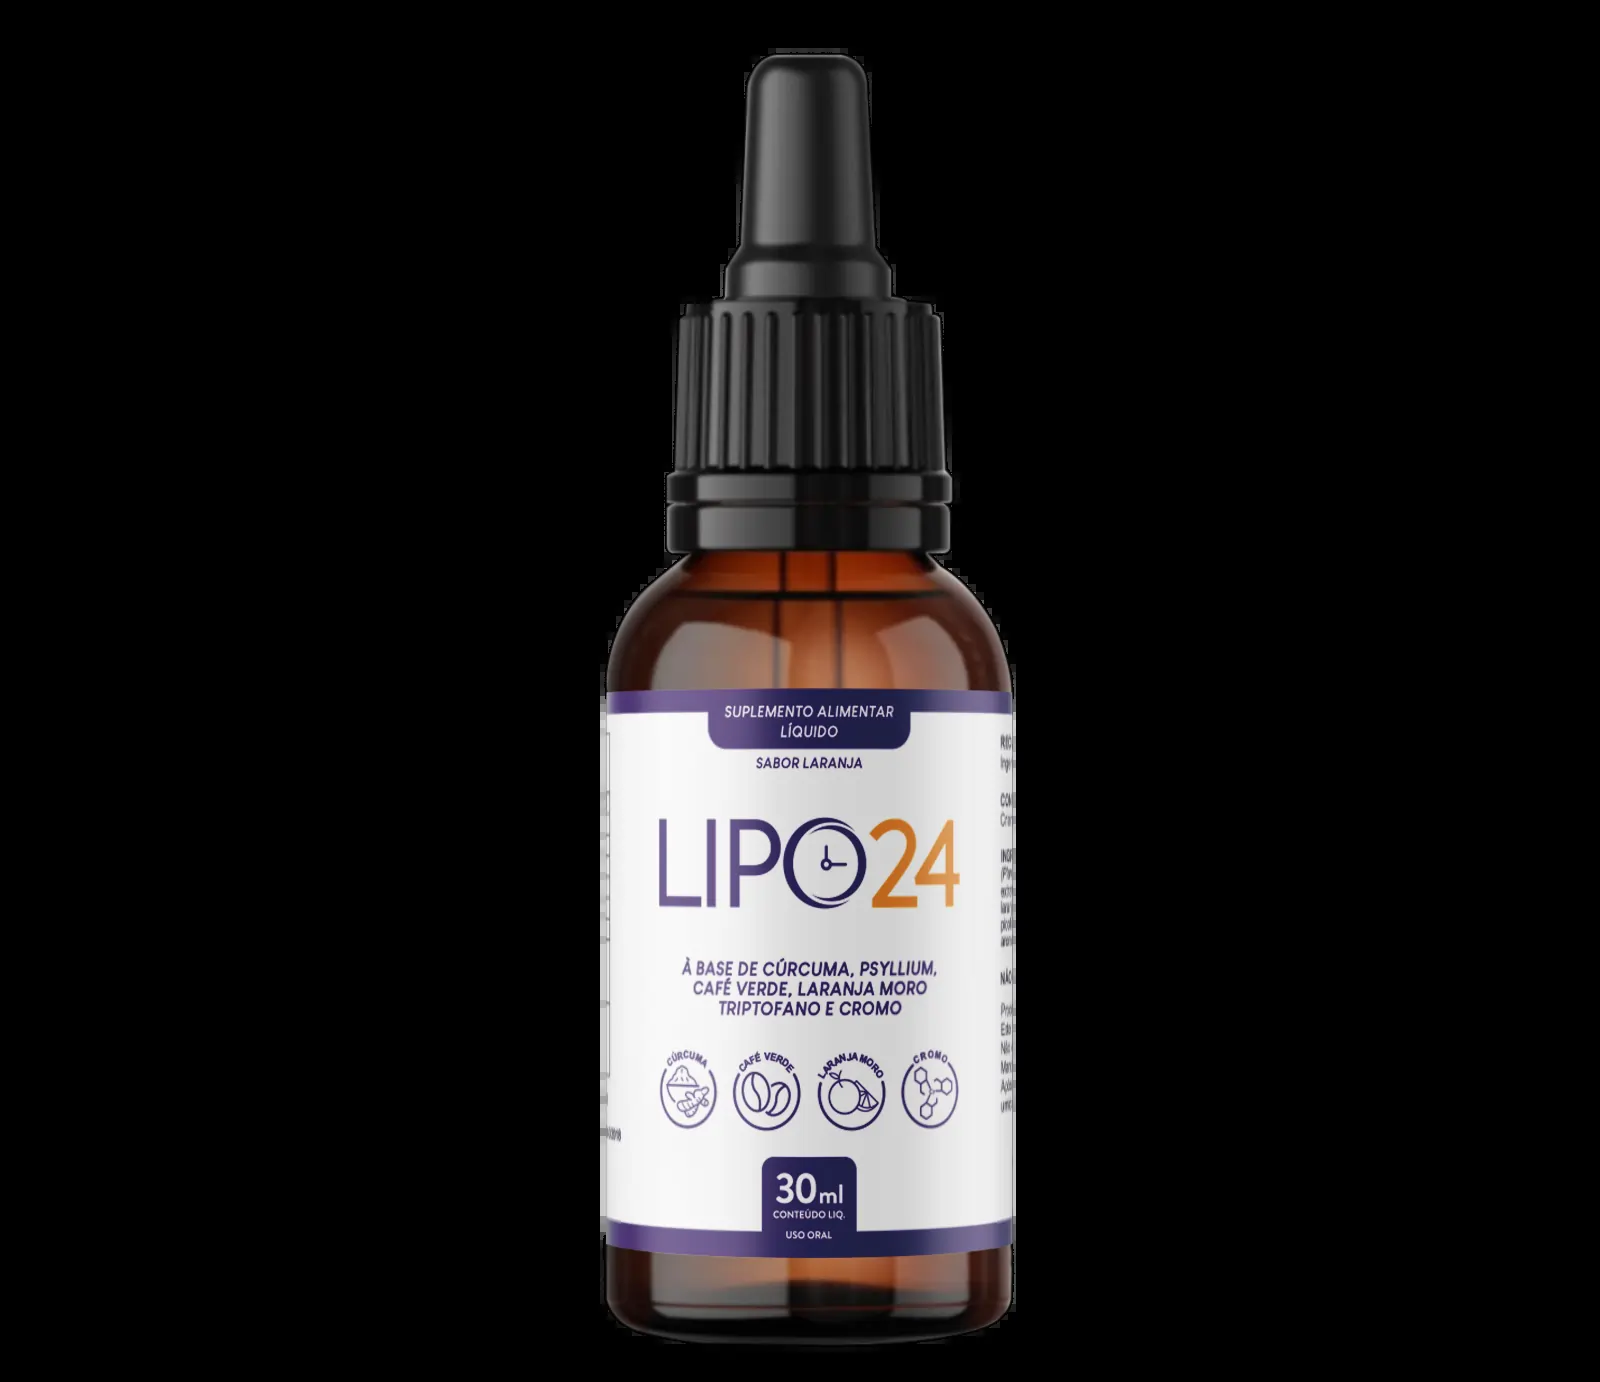 SUPLEMENTO ALIMENTAR
LÍQUIDO
SABOR LARANJA
LIPO24
À BASE DE CÚRCUMA, PSYLLIUM,
CAFÉ VERDE, LARANJA MORO
TRIPTOFANO E CROMO
CÚRCUMA
CAFÉ VERDE
LARANJA MORO
CROMO
30ml
CONTEÚDO LIQ.
USO ORAL